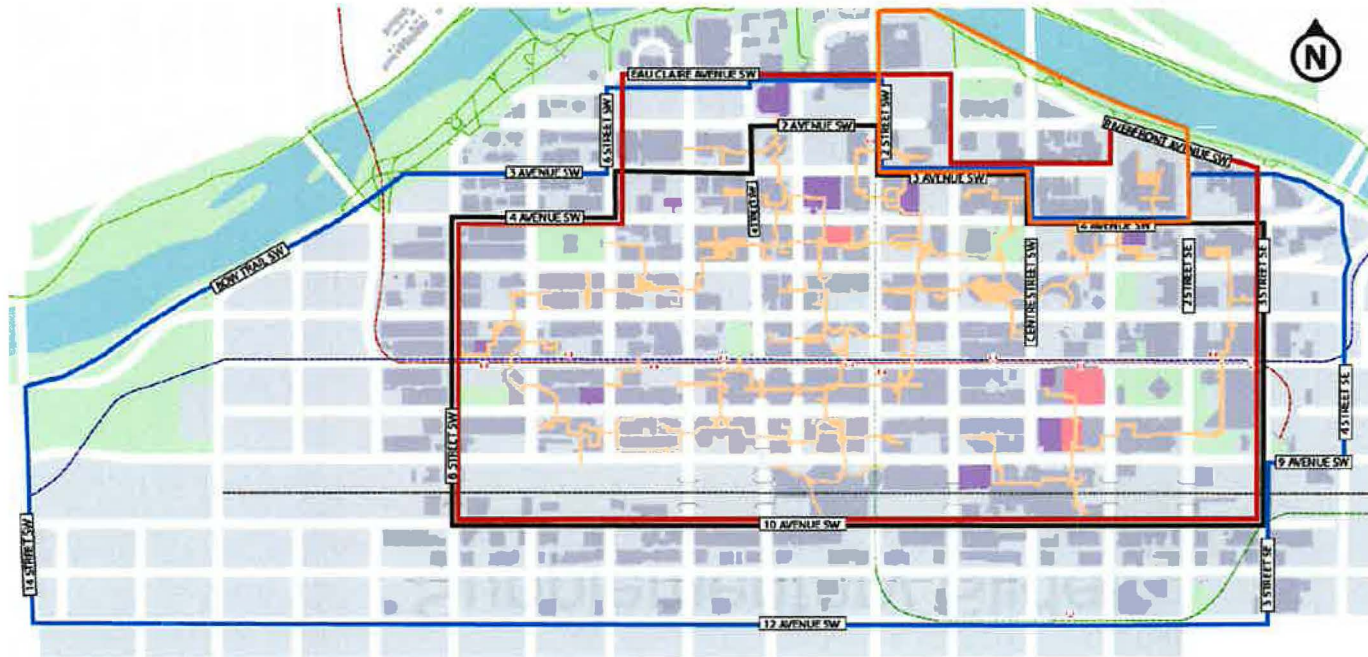 N
EAU CLAIRE AVENUE SW
6 STREET SW
2 AVENUE SW
2 STREET SW
RIVERFRONT AVENUE SW
3 AVENUE SW
3 AVENUE SW
4 AVENUE SW
4 AVENUE SW
BOW TRAIL SW
CENTRE STREET SW
2 STREET SE
3 STREET SE
4 STREET SE
6 STREET SW
9 AVENUE SW
10 AVENUE SW
14 STREET SW
3 STREET SE
12 AVENUE SW